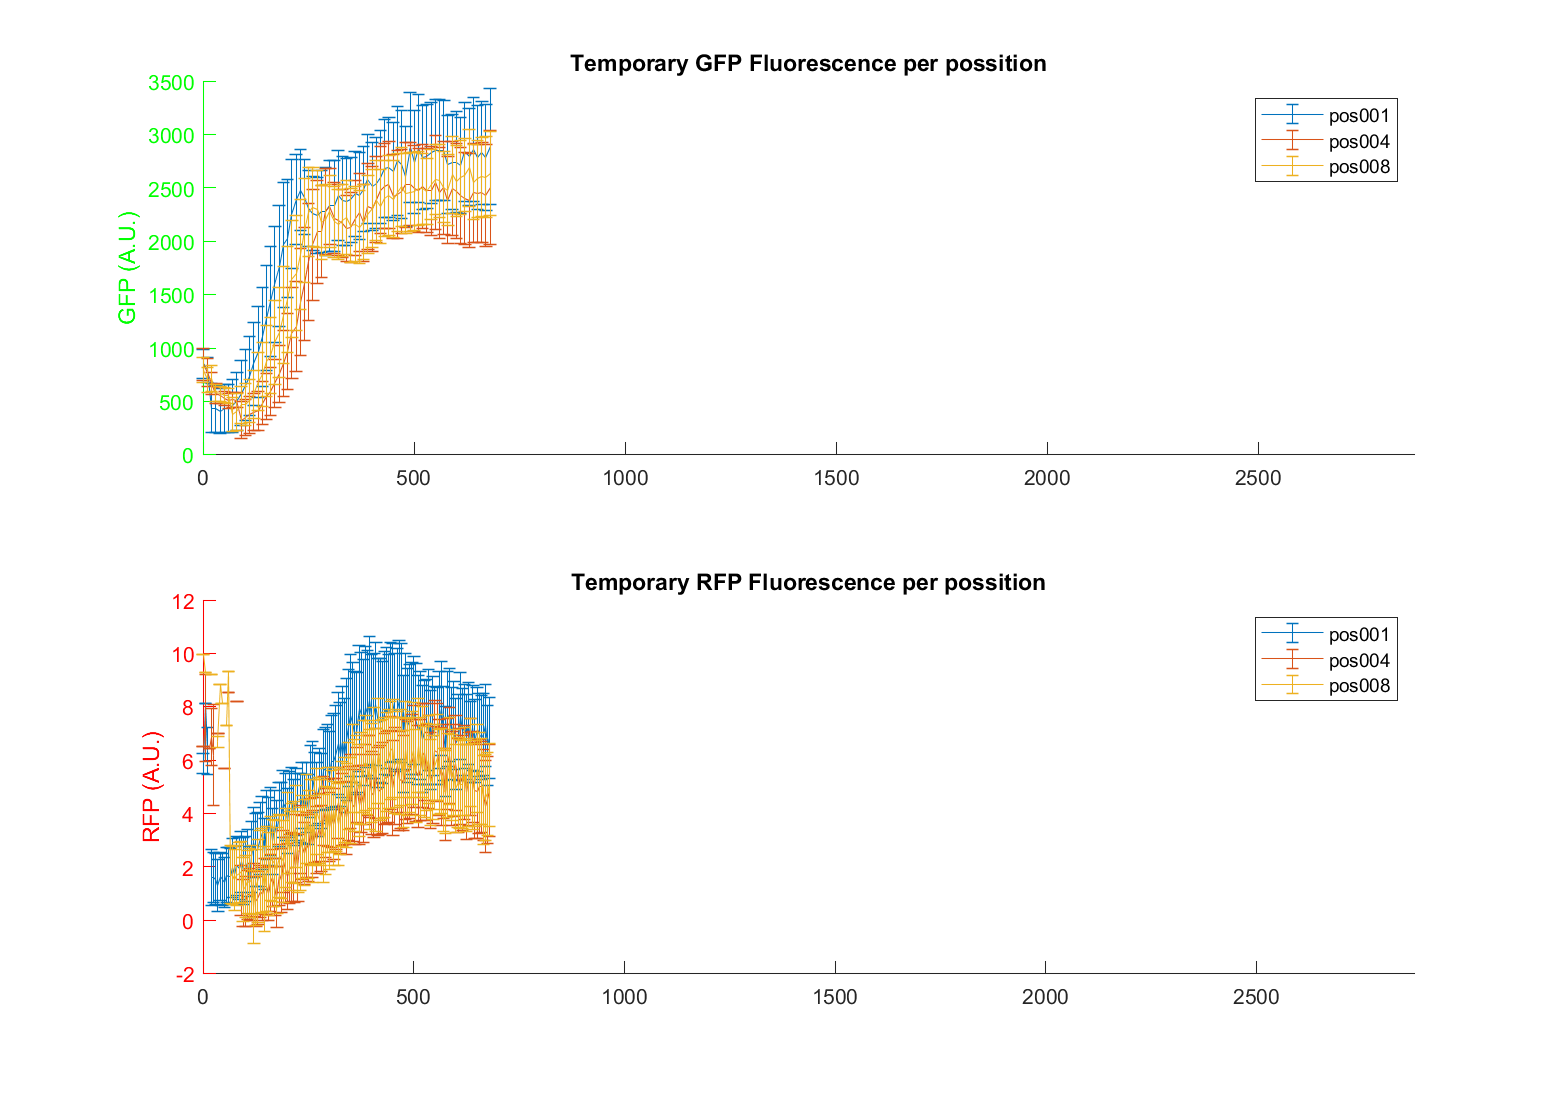 Temporary GFP Fluorescence per possition
GFP (A.U.)
3500
3000
2500
2000
1500
1000
500
0
0 500 1000 1500 2000 2500
pos001
pos004
pos008
Temporary RFP Fluorescence per possition
RFP (A.U.)
12
10
8
6
4
2
0
-2
0 500 1000 1500 2000 2500
pos001
pos004
pos008